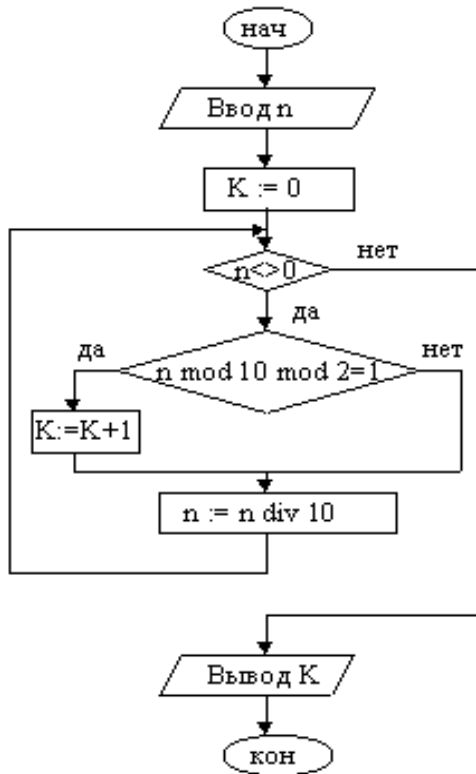 нач
Ввод n
K := 0
n<>0
нет
да
да
n mod 10 mod 2=1
нет
K:=K+1
n := n div 10
Вывод K
кон